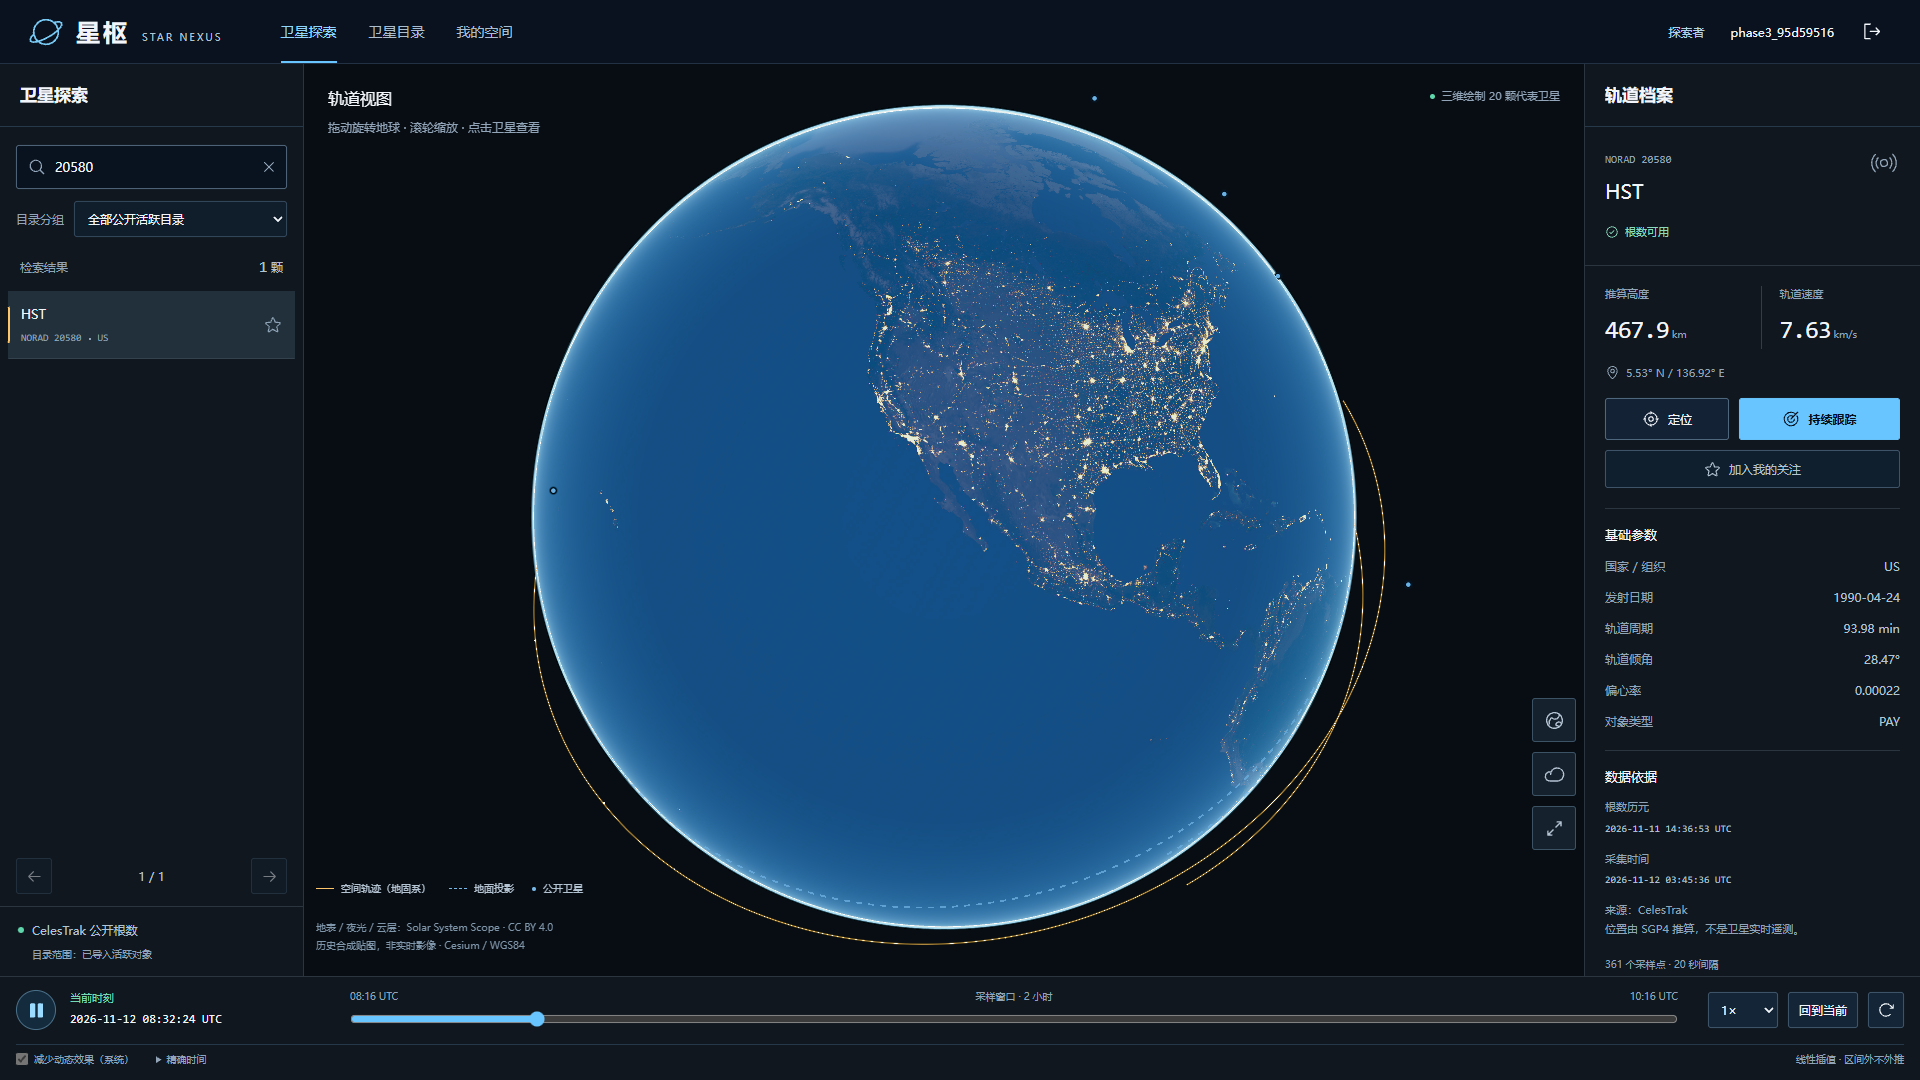 星枢 STAR NEXUS
卫星探索
卫星目录
我的空间
探索者
phase3_95d59516
卫星探索
20580
目录分组
全部公开活跃目录
检索结果
1 颗
HST
NORAD 20580 • US
1 / 1
CelesTrak 公开根数
目录范围：已导入活跃对象
轨道视图
拖动旋转地球 · 滚轮缩放 · 点击卫星查看
三维绘制 20 颗代表卫星
空间轨迹（地固系）
地面投影
公开卫星
地表 / 夜光 / 云层：Solar System Scope · CC BY 4.0
历史合成贴图，非实时影像 · Cesium / WGS84
轨道档案
NORAD 20580
HST
根数可用
推算高度
467.9 km
轨道速度
7.63 km/s
5.53° N / 136.92° E
定位
持续跟踪
加入我的关注
基础参数
国家 / 组织
US
发射日期
1990-04-24
轨道周期
93.98 min
轨道倾角
28.47°
偏心率
0.00022
对象类型
PAY
数据依据
根数历元
2026-11-11 14:36:53 UTC
采集时间
2026-11-12 03:45:36 UTC
来源：CelesTrak
位置由 SGP4 推算，不是卫星实时遥测。
361 个采样点 · 20 秒间隔
当前时刻
2026-11-12 08:32:24 UTC
08:16 UTC
采样窗口 · 2 小时
10:16 UTC
1×
回到当前
减少动态效果（系统）
精确时间
线性插值 · 区间外不外推